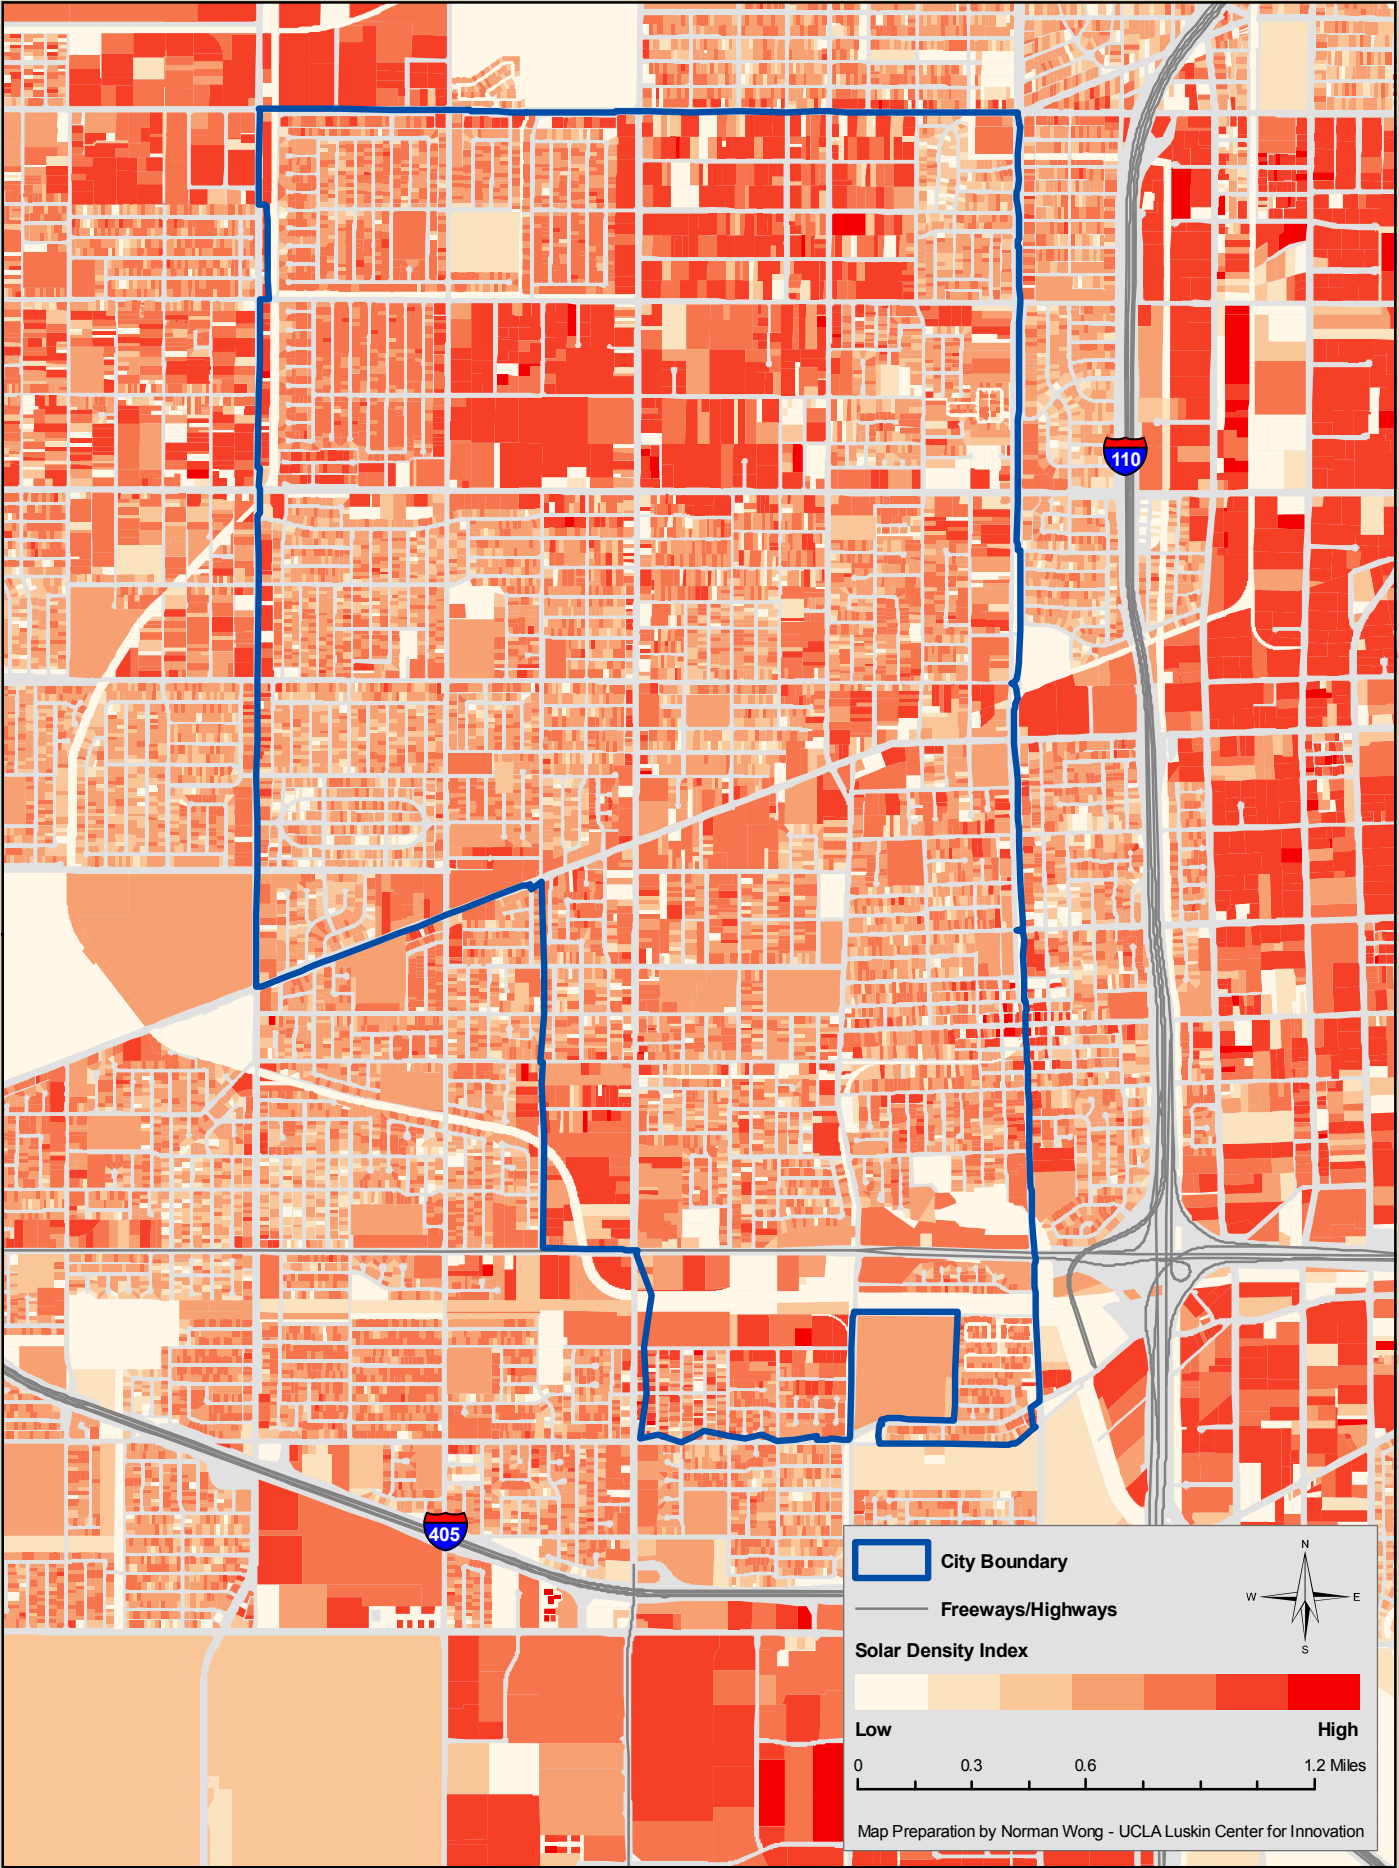 110
405
City Boundary
Freeways/Highways
Solar Density Index
Low High
0 0.3 0.6 1.2 Miles
N
W E
S
Map Preparation by Norman Wong - UCLA Luskin Center for Innovation